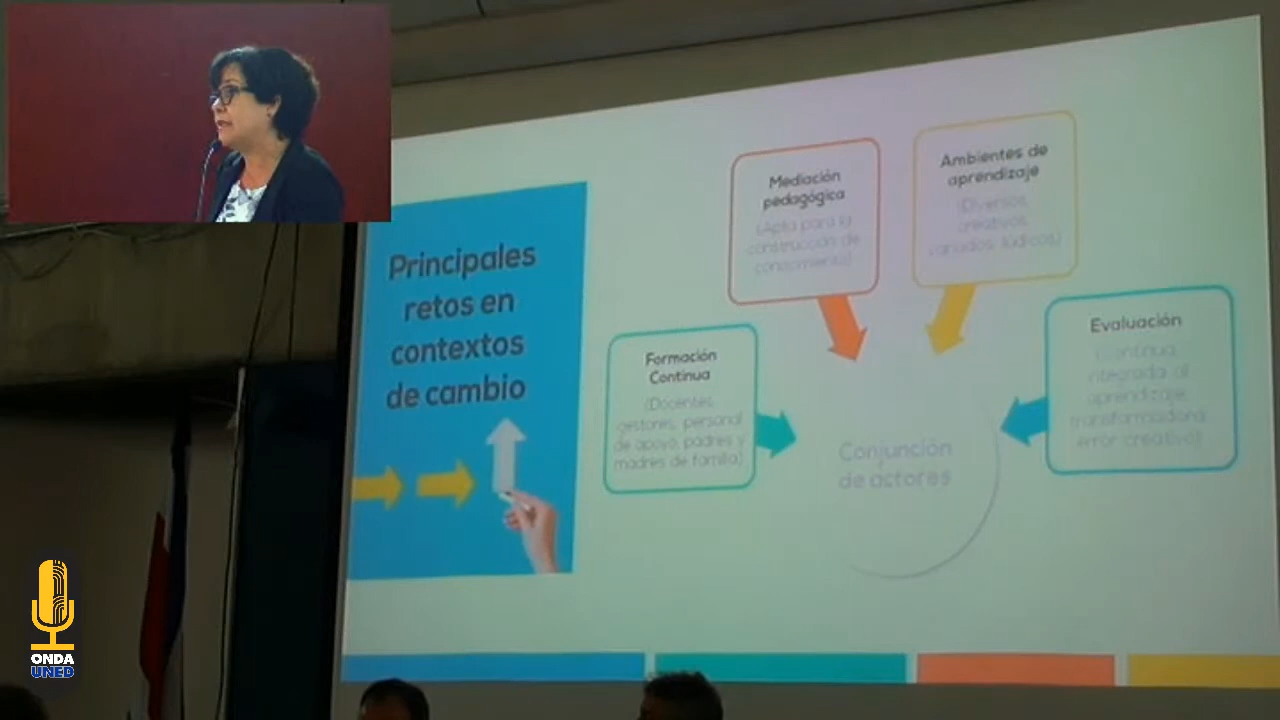 Principales
retos en
contextos
de cambio
Formación
Continua
(Docentes,
gestores, personal
de apoyo, padres y
madres de familia)
Mediación
pedagógica
(Apta para la
construcción de
conocimiento)
Ambientes de
aprendizaje
(Diversos,
creativos,
variados, lúdicos)
Evaluación
(Continua,
integrada al
aprendizaje,
transformadora,
error creativo)
Conjunción
de actores
ONDA
UNED